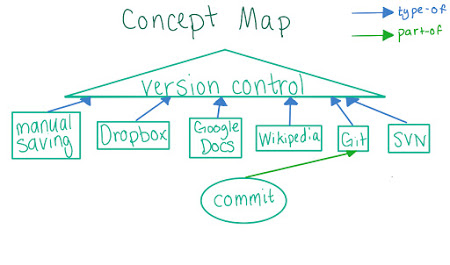 Concept Map
type-of
part-of
version control
manual
saving
Dropbox
Google
Docs
Wikipedia
Git
SVN
commit